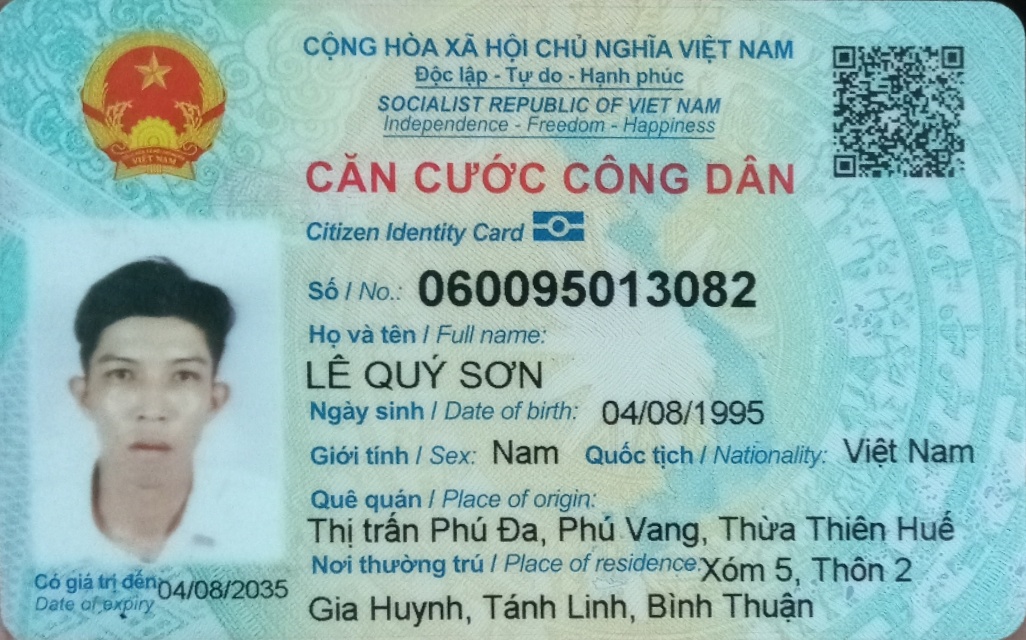 CỘNG HÒA XÃ HỘI CHỦ NGHĨA VIỆT NAM
Độc lập - Tự do - Hạnh phúc
SOCIALIST REPUBLIC OF VIET NAM
Independence - Freedom - Happiness
CĂN CƯỚC CÔNG DÂN
Citizen Identity Card
VIỆT NAM
Số / No.: 060095013082
Họ và tên / Full name:
LÊ QUÝ SƠN
Ngày sinh / Date of birth: 04/08/1995
Giới tính / Sex: Nam Quốc tịch / Nationality: Việt Nam
Quê quán / Place of origin:
Thị trấn Phú Đa, Phú Vang, Thừa Thiên Huế
Nơi thường trú / Place of residence: Xóm 5, Thôn 2
Gia Huynh, Tánh Linh, Bình Thuận
Có giá trị đến: 04/08/2035
Date of expiry